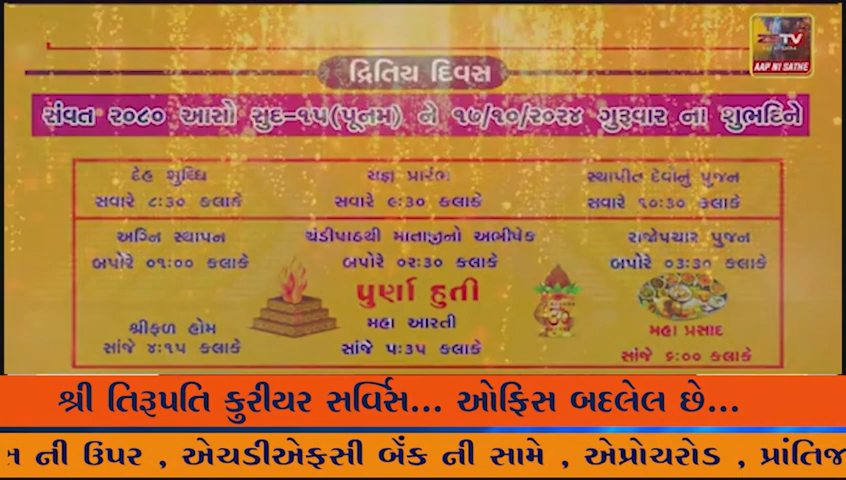 ZSTV
AAP NI SATHE
દ્રિતિય દિવસ
સંવત ૨૦૮૦ આસો સુદ-૧૫(પૂનમ) ને ૧૭/૧૦/૨૦૨૪ ગુરૂવાર ના શુભદિને
દેહ શુધ્ધિ યજ્ઞ પ્રારંભ સ્થાપીત દેવોનું પુજન
સવારે ૮:૩૦ કલાકે સવારે ૯:૩૦ કલાકે સવારે ૧૦:૩૦ કલાકે
અગ્નિ સ્થાપન ચંડીપાઠથી માતાજીનો અભીષેક રાજોપચાર પુજન
બપોરે ૦૧:૦૦ કલાકે બપોરે ૦૨:૩૦ કલાકે બપોરે ૦૩:૩૦ કલાકે
પુર્ણા હુતી
શ્રીફળ હોમ મહા આરતી મહા પ્રસાદ
સાંજે ૪:૧૫ કલાકે સાંજે ૫:૩૫ કલાકે સાંજે ૬:૦૦ કલાકે
શ્રી તિરૂપતિ કુરીયર સર્વિસ... ઓફિસ બદલેલ છે...
ની ઉપર , એચડીએફસી બેંક ની સામે , એપ્રોચરોડ , પ્રાંતિજ